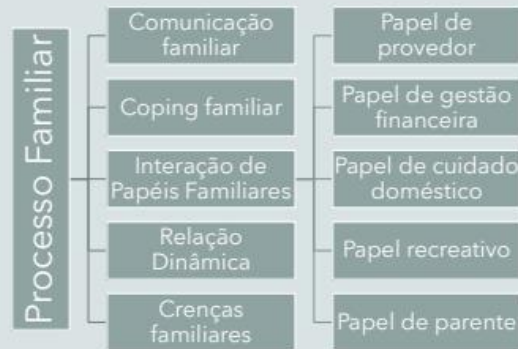 Processo Familiar
Comunicação
familiar
Coping familiar
Interação de
Papéis Familiares
Relação
Dinâmica
Crenças
familiares
Papel de
provedor
Papel de gestão
financeira
Papel de cuidado
doméstico
Papel recreativo
Papel de parente